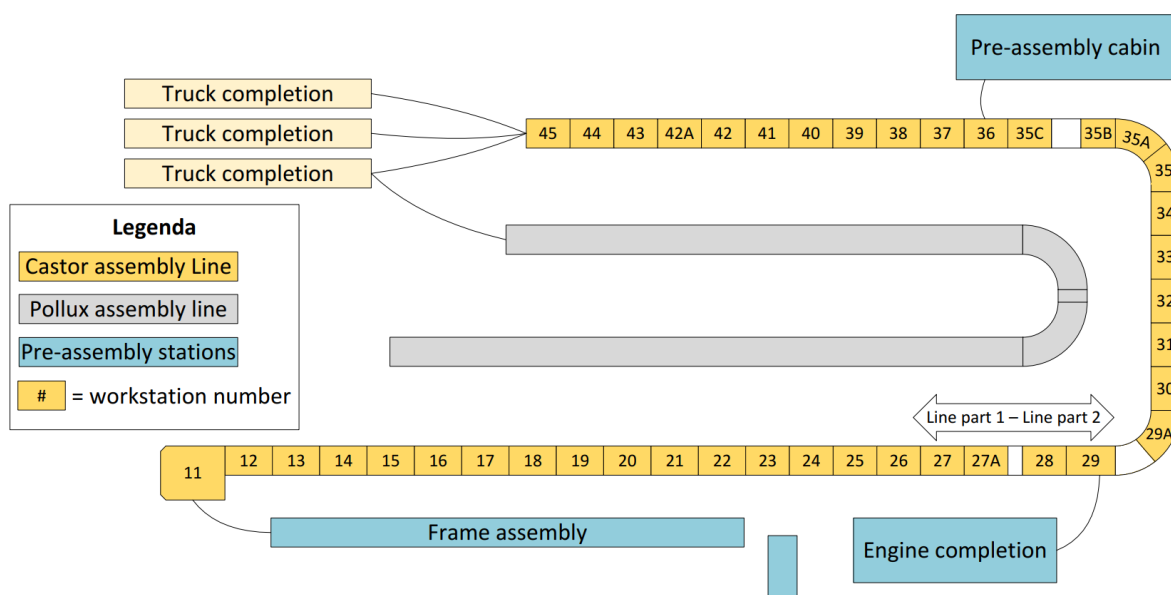 Pre-assembly cabin
Truck completion
Truck completion
Truck completion
45 44 43 42A 42 41 40 39 38 37 36 35C 35B 35A
35
34
33
32
31
30
29A
Legenda
Castor assembly Line
Pollux assembly line
Pre-assembly stations
# = workstation number
Line part 1 – Line part 2
11 12 13 14 15 16 17 18 19 20 21 22 23 24 25 26 27 27A 28 29
Frame assembly
Engine completion